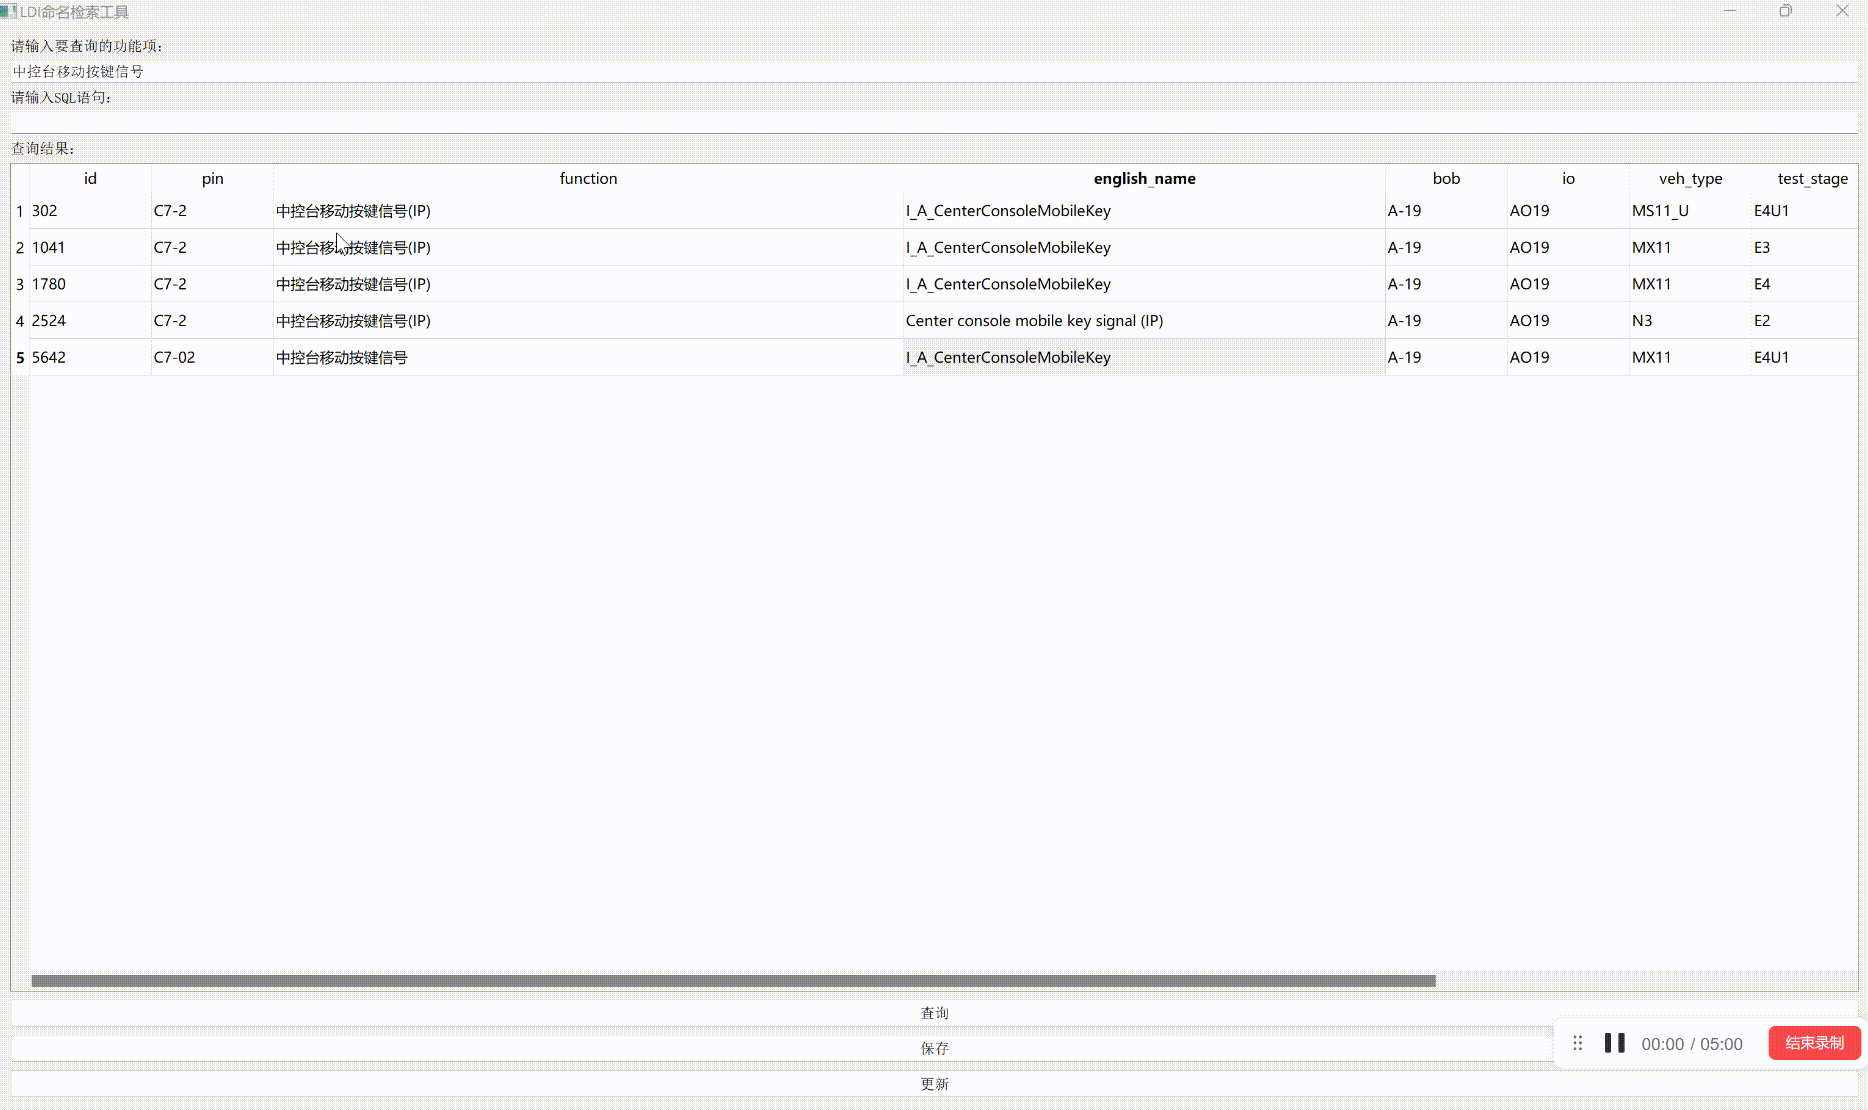 LDI命名检索工具
请输入要查询的功能项：
中控台移动按键信号
请输入SQL语句：
查询结果：
id pin function english_name bob io veh_type test_stage
1 302 C7-2 中控台移动按键信号(IP) I_A_CenterConsoleMobileKey A-19 AO19 MS11_U E4U1
2 1041 C7-2 中控台移动按键信号(IP) I_A_CenterConsoleMobileKey A-19 AO19 MX11 E3
3 1780 C7-2 中控台移动按键信号(IP) I_A_CenterConsoleMobileKey A-19 AO19 MX11 E4
4 2524 C7-2 中控台移动按键信号(IP) Center console mobile key signal (IP) A-19 AO19 N3 E2
5 5642 C7-02 中控台移动按键信号 I_A_CenterConsoleMobileKey A-19 AO19 MX11 E4U1
查询
保存
00:00 / 05:00 结束录制
更新